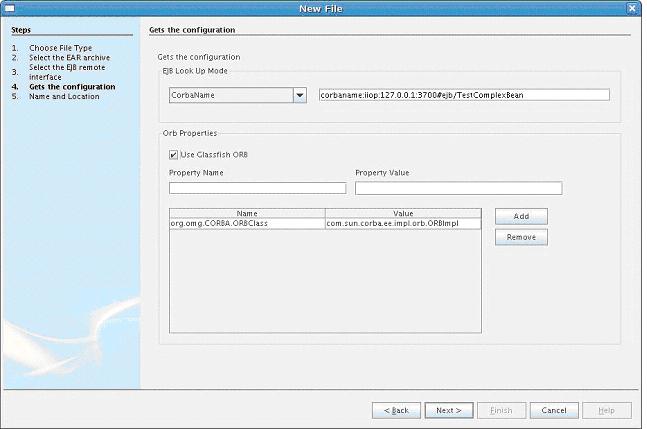 New File
Steps
1. Choose File Type
2. Select the EAR archive
3. Select the EJB remote
interface
4. Gets the configuration
5. Name and Location
Gets the configuration
Gets the configuration
EJB Look Up Mode
CorbaName
corbaname:iiop:127.0.0.1:3700#ejb/TestComplexBean
Orb Properties
Use Glassfish ORB
Property Name Property Value
Name Value
org.omg.CORBA.ORBClass com.sun.corba.ee.impl.orb.ORBImpl
Add
Remove
< Back Next > Finish Cancel Help